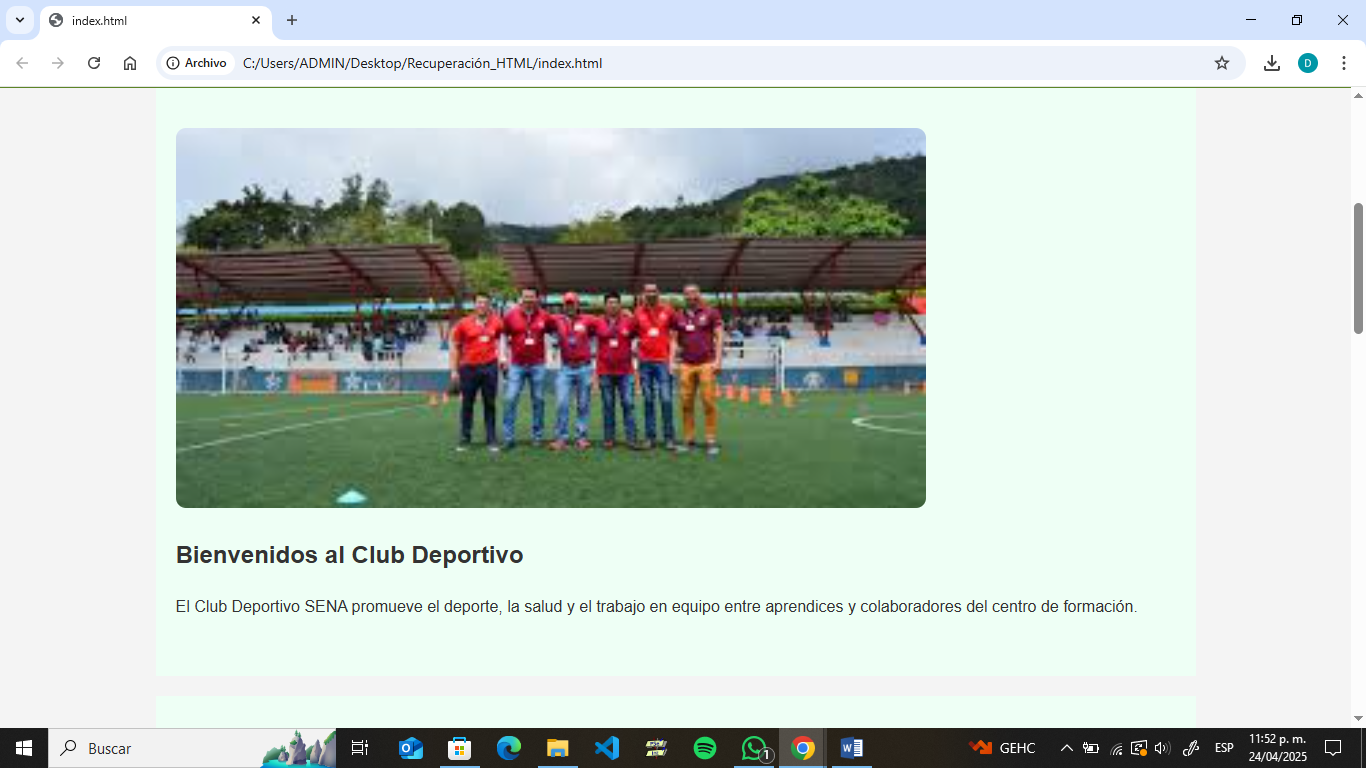 index.html
Archivo
C:/Users/ADMIN/Desktop/Recuperación_HTML/index.html
D
Bienvenidos al Club Deportivo
El Club Deportivo SENA promueve el deporte, la salud y el trabajo en equipo entre aprendices y colaboradores del centro de formación.
Buscar
1
GEHC
ESP
11:52 p. m.
24/04/2025